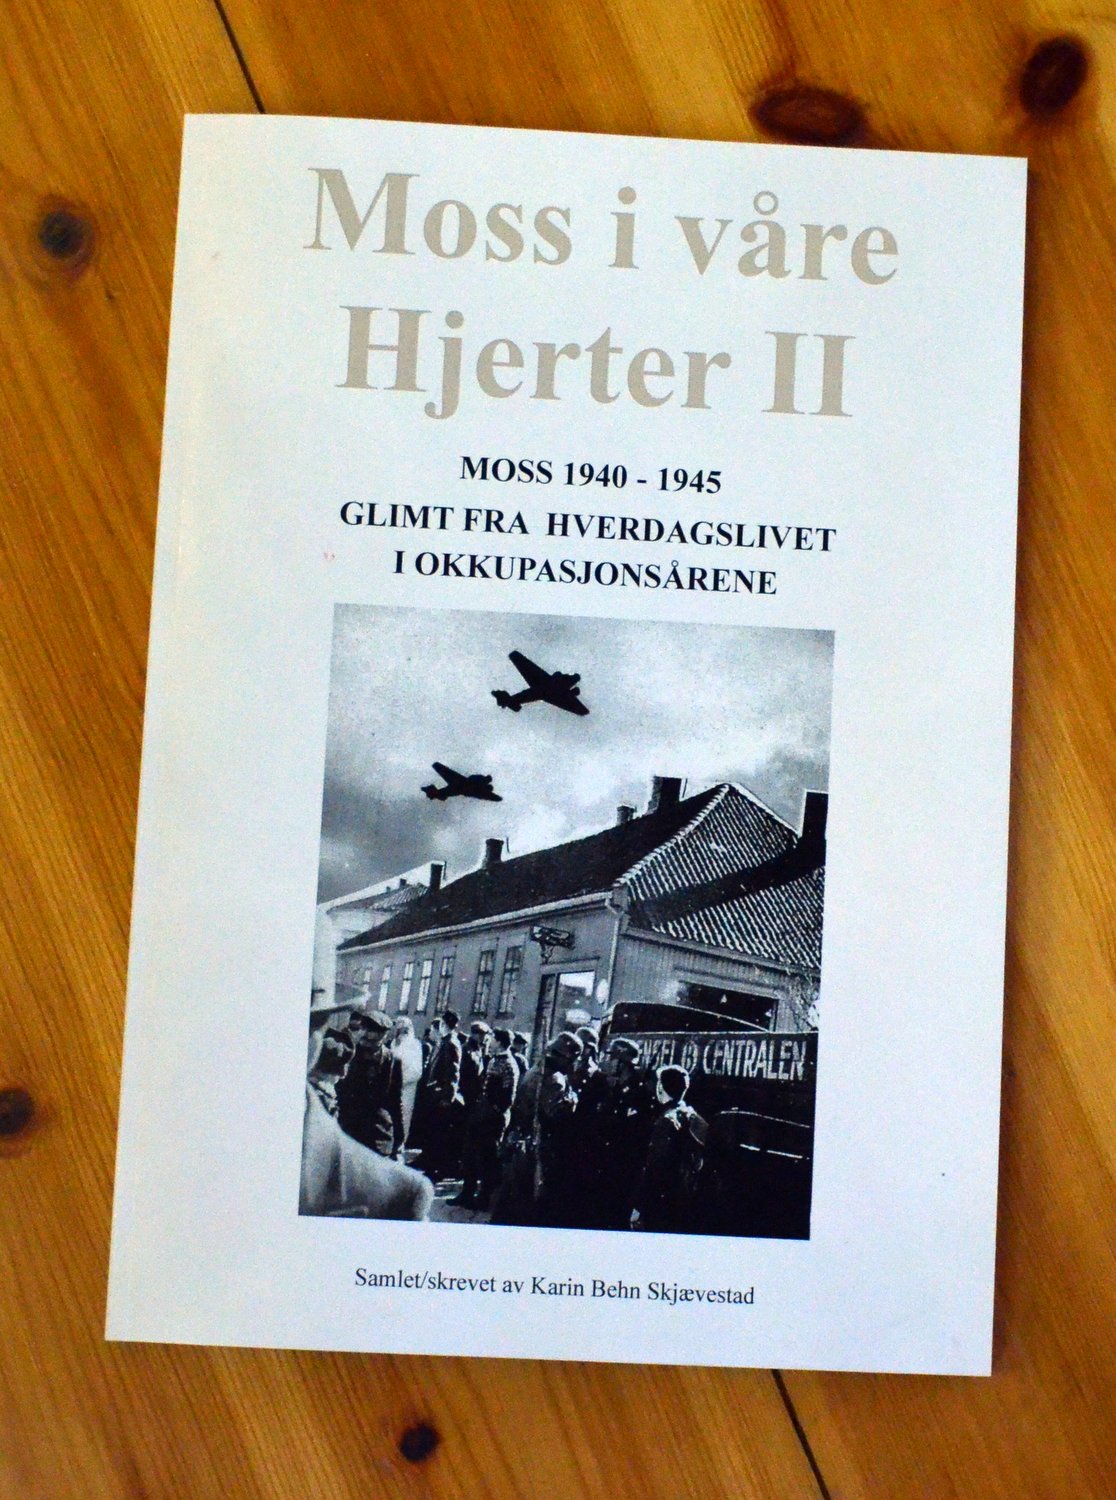 Moss i våre
Hjerter II
MOSS 1940 - 1945
GLIMT FRA HVERDAGSLIVET
I OKKUPASJONSÅRENE
CENTRALEN
Samlet/skrevet av Karin Behn Skjævestad